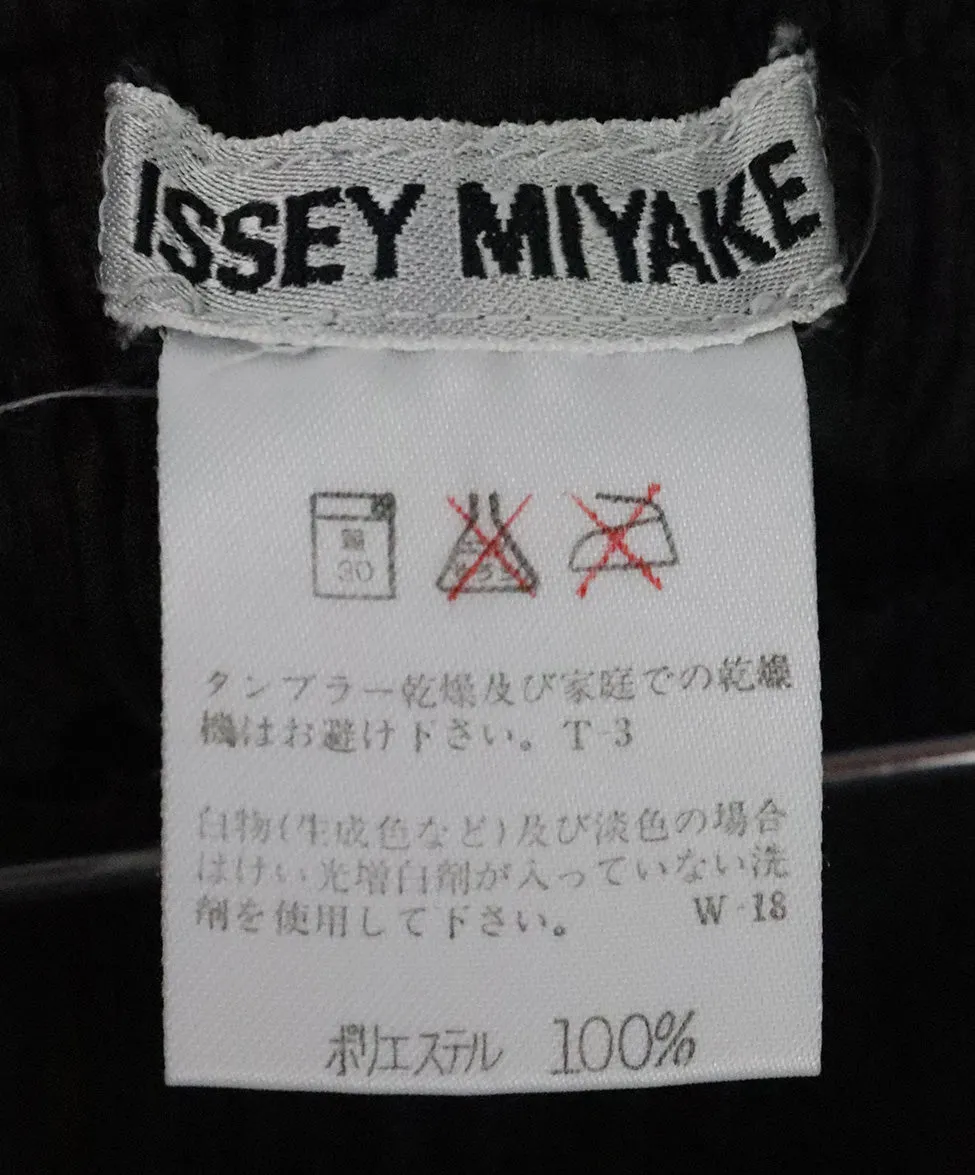 ISSEY MIYAKE
30
タンブラー乾燥及び家庭での乾燥
機はお避け下さい。 T-3
白物(生成色など)及び淡色の場合
はけい光増白剤が入っていない洗
剤を使用して下さい。 W-18
ポリエステル 100%